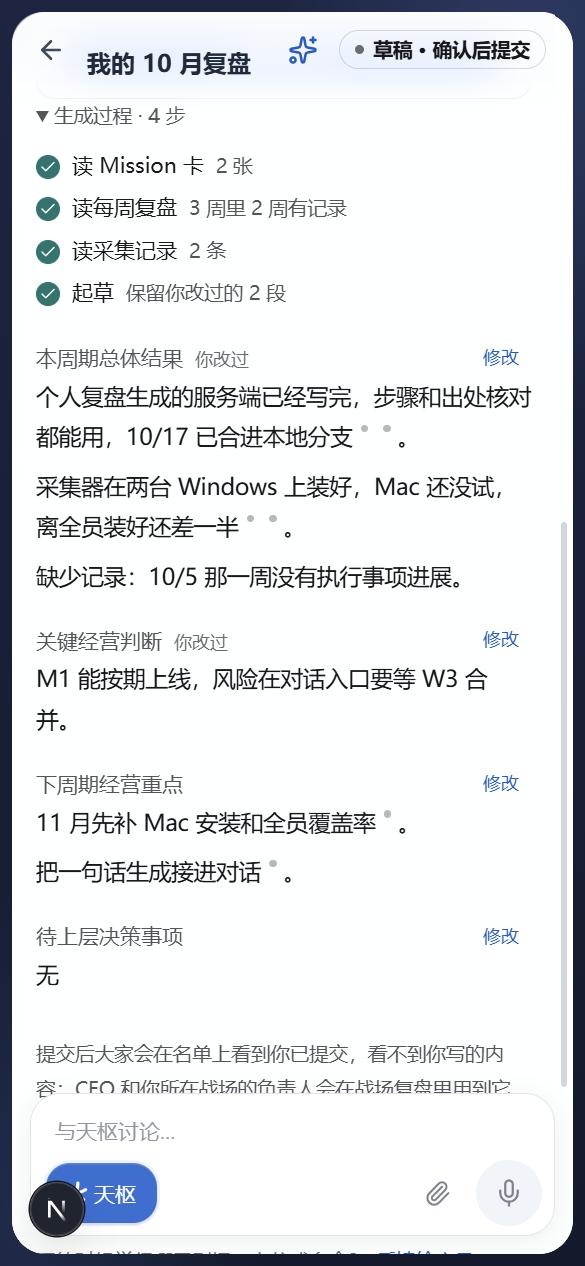 我的 10 月复盘
草稿 • 确认后提交
▼ 生成过程 · 4 步
读 Mission 卡 2 张
读每周复盘 3 周里 2 周有记录
读采集记录 2 条
起草 保留你改过的 2 段
本周期总体结果 你改过 修改
个人复盘生成的服务端已经写完，步骤和出处核对
都能用，10/17 已合进本地分支 。
采集器在两台 Windows 上装好，Mac 还没试，
离全员装好还差一半 。
缺少记录：10/5 那一周没有执行事项进展。
关键经营判断 你改过 修改
M1 能按期上线，风险在对话入口要等 W3 合
并。
下周期经营重点 修改
11 月先补 Mac 安装和全员覆盖率 。
把一句话生成接进对话 。
待上层决策事项 修改
无
提交后大家会在名单上看到你已提交，看不到你写的内
容；CEO 和你所在战场的负责人会在战场复盘里用到它
与天枢讨论...
天枢
N